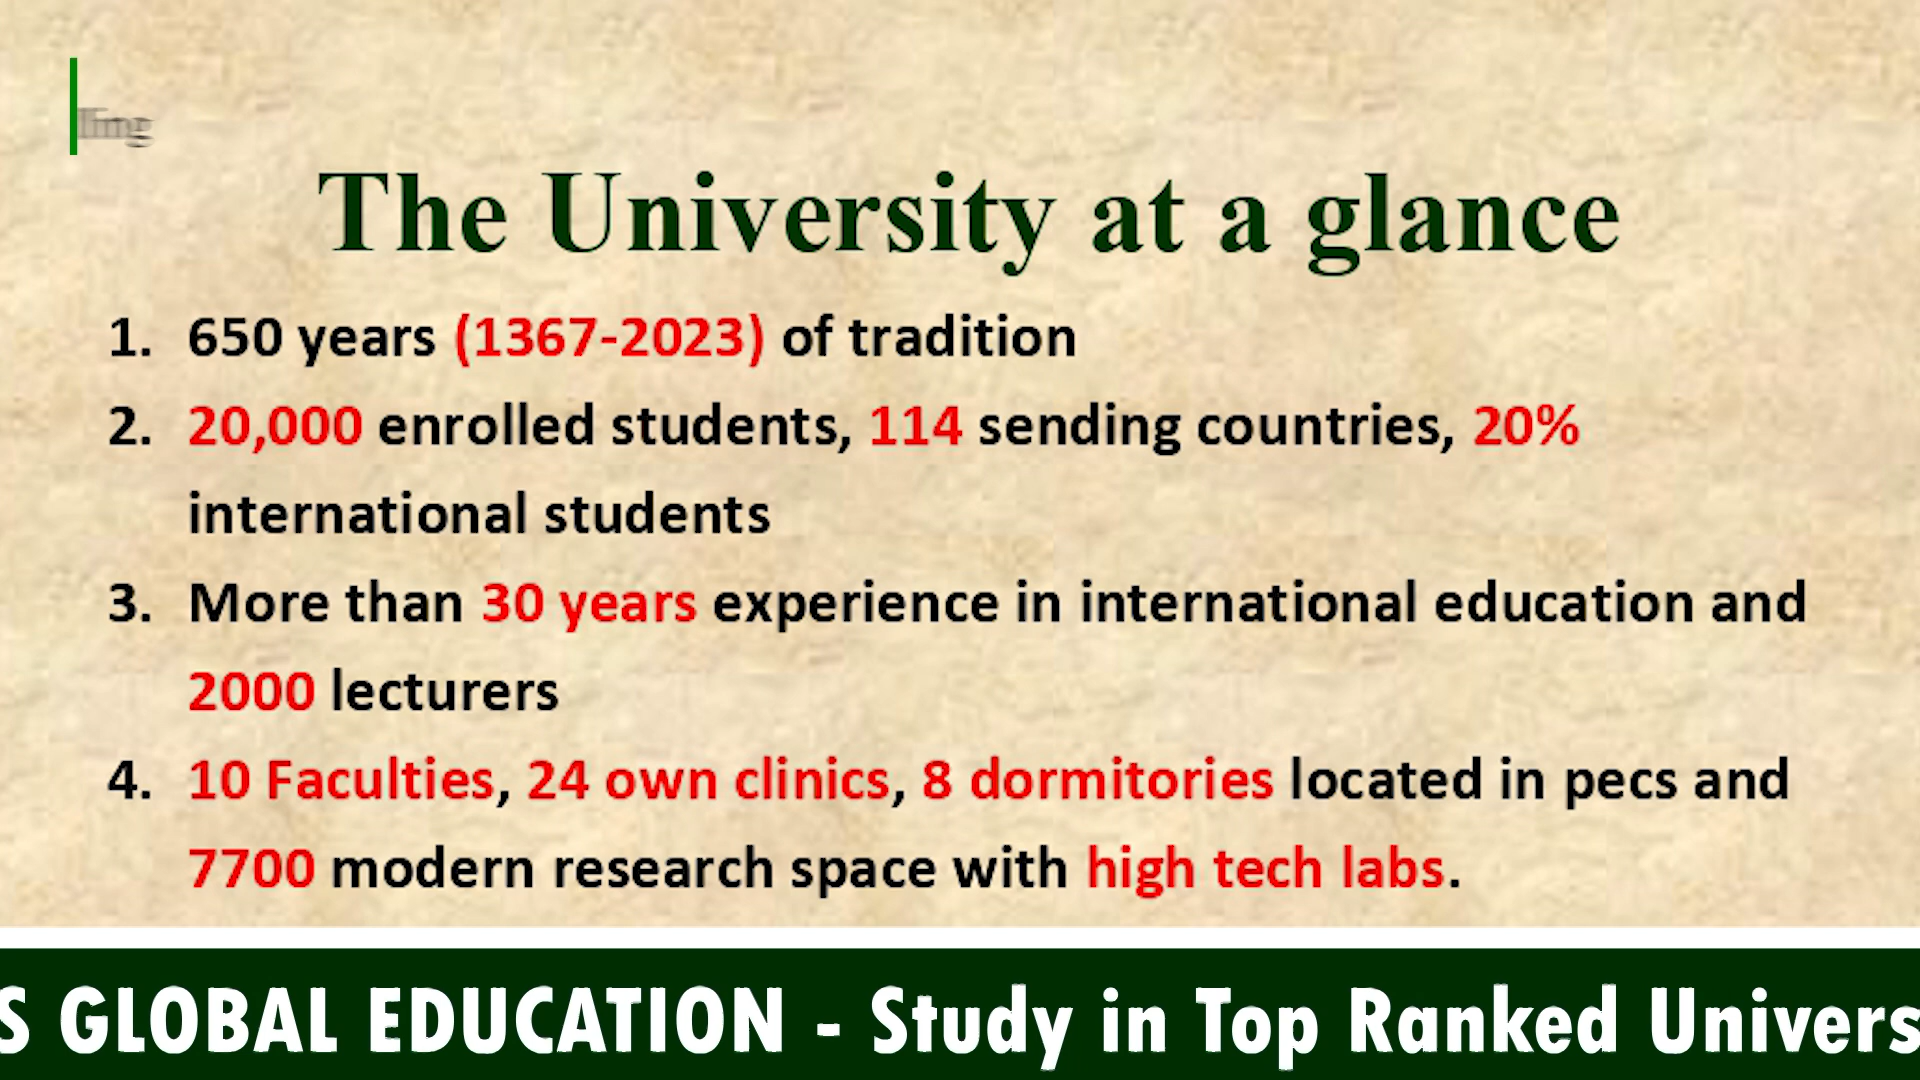 The University at a glance
1. 650 years (1367-2023) of tradition
2. 20,000 enrolled students, 114 sending countries, 20%
international students
3. More than 30 years experience in international education and
2000 lecturers
4. 10 Faculties, 24 own clinics, 8 dormitories located in pecs and
7700 modern research space with high tech labs.
S GLOBAL EDUCATION - Study in Top Ranked Univers